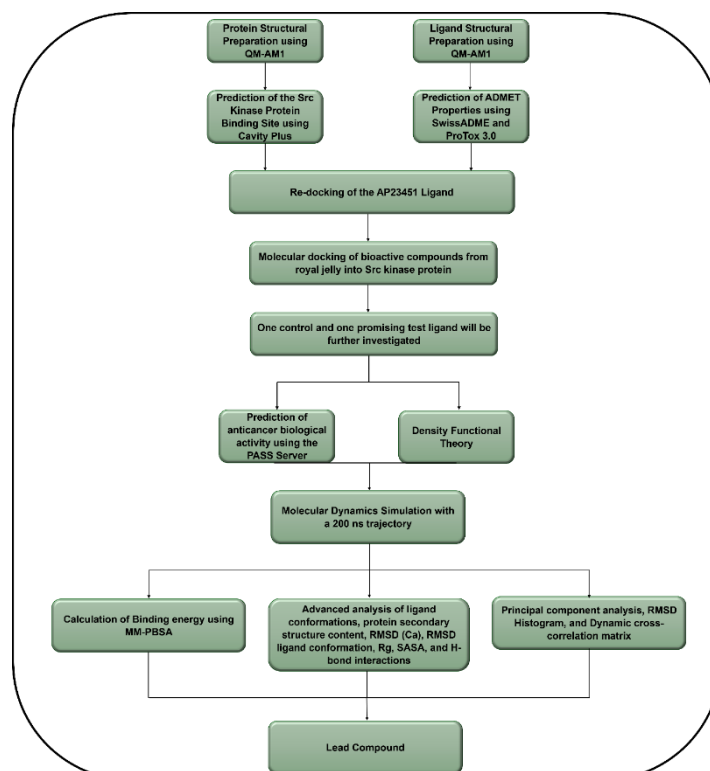 Protein Structural
Preparation using
QM-AM1
Ligand Structural
Preparation using
QM-AM1
Prediction of the Src
Kinase Protein
Binding Site using
Cavity Plus
Prediction of ADMET
Properties using
SwissADME and
ProTox 3.0
Re-docking of the AP23451 Ligand
Molecular docking of bioactive compounds from
royal jelly into Src kinase protein
One control and one promising test ligand will be
further investigated
Prediction of
anticancer biological
activity using the
PASS Server
Density Functional
Theory
Molecular Dynamics Simulation with
a 200 ns trajectory
Calculation of Binding energy using
MM-PBSA
Advanced analysis of ligand
conformations, protein secondary
structure content, RMSD (Ca), RMSD
ligand conformation, Rg, SASA, and H-
bond interactions
Principal component analysis, RMSD
Histogram, and Dynamic cross-
correlation matrix
Lead Compound